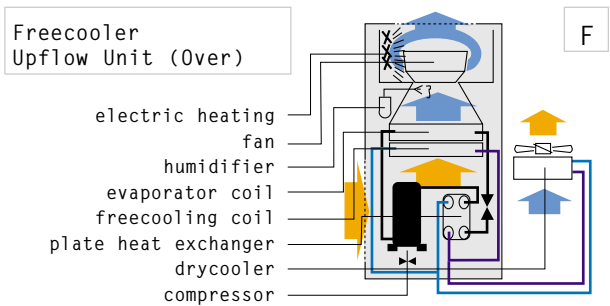 Freecooler
Upflow Unit (Over)
F
electric heating
fan
humidifier
evaporator coil
freecooling coil
plate heat exchanger
drycooler
compressor